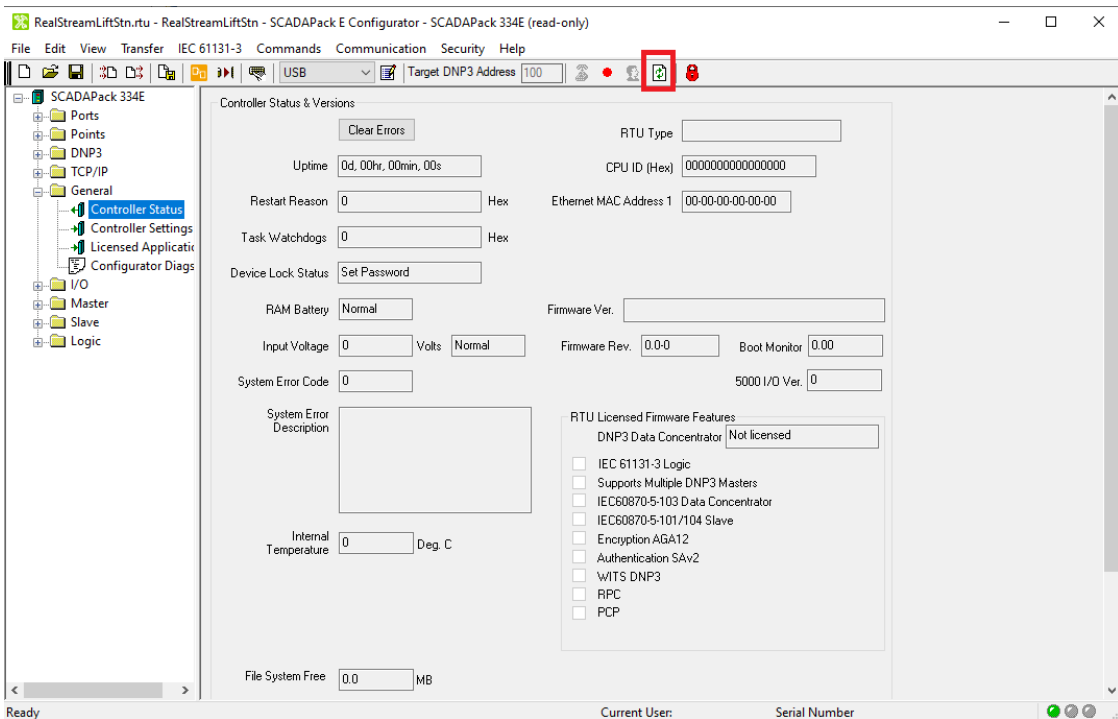 RealStreamLiftStn.rtu - RealStreamLiftStn - SCADAPack E Configurator - SCADAPack 334E (read-only)
File Edit View Transfer IEC 61131-3 Commands Communication Security Help
USB Target DNP3 Address 100
SCADAPack 334E
Ports
Points
DNP3
TCP/IP
General
Controller Status
Controller Settings
Licensed Applicatic
Configurator Diags
I/O
Master
Slave
Logic
Controller Status & Versions
Clear Errors
RTU Type
Uptime 0d, 00hr, 00min, 00s
CPU ID (Hex) 0000000000000000
Restart Reason 0 Hex
Ethernet MAC Address 1 00-00-00-00-00-00
Task Watchdogs 0 Hex
Device Lock Status Set Password
RAM Battery Normal
Firmware Ver.
Input Voltage 0 Volts Normal
Firmware Rev. 0.0-0 Boot Monitor 0.00
System Error Code 0
5000 I/O Ver. 0
System Error
Description
RTU Licensed Firmware Features
DNP3 Data Concentrator Not licensed
IEC 61131-3 Logic
Supports Multiple DNP3 Masters
IEC60870-5-103 Data Concentrator
IEC60870-5-101/104 Slave
Encryption AGA12
Authentication SAv2
WITS DNP3
RPC
PCP
Internal
Temperature 0 Deg. C
File System Free 0.0 MB
Ready Current User: Serial Number